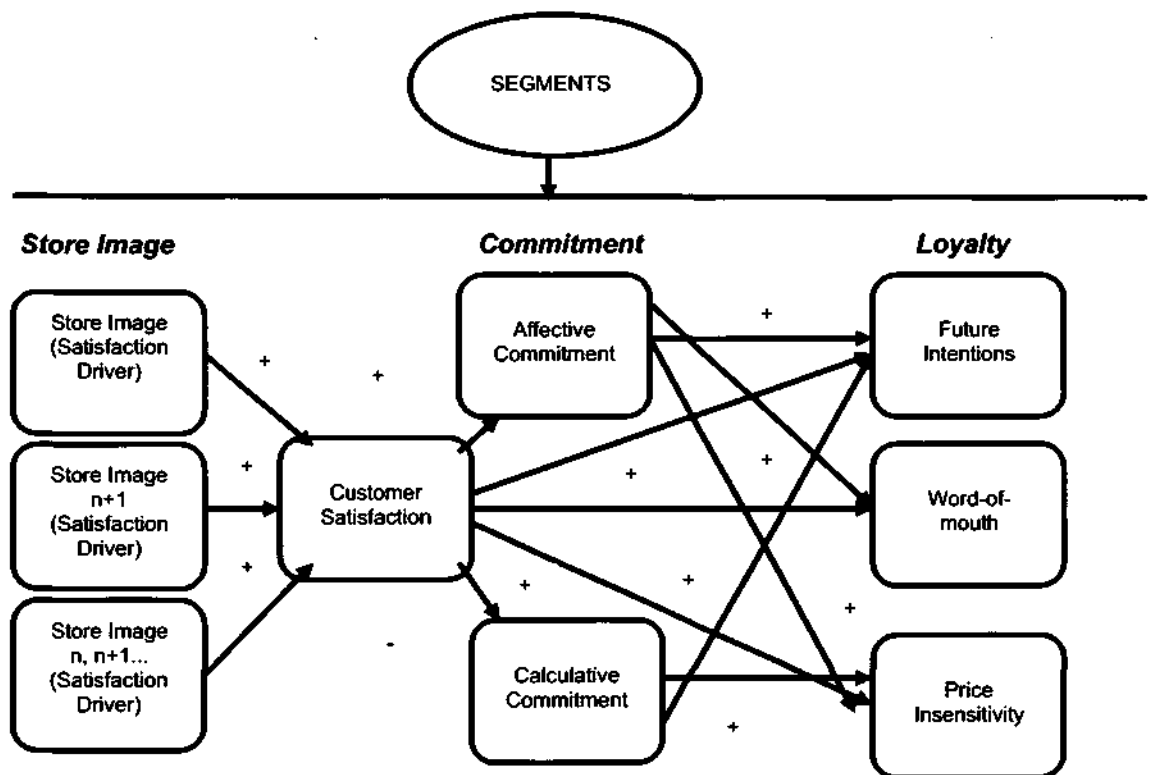 SEGMENTS
Store Image
Commitment
Loyalty
Store Image
(Satisfaction
Driver)
+
+
Affective
Commitment
+
Future
Intentions
Store Image
n+1
(Satisfaction
Driver)
+
Customer
Satisfaction
+
+
Word-of-
mouth
+
+
+
+
Store Image
n, n+1...
(Satisfaction
Driver)
-
Calculative
Commitment
+
Price
Insensitivity